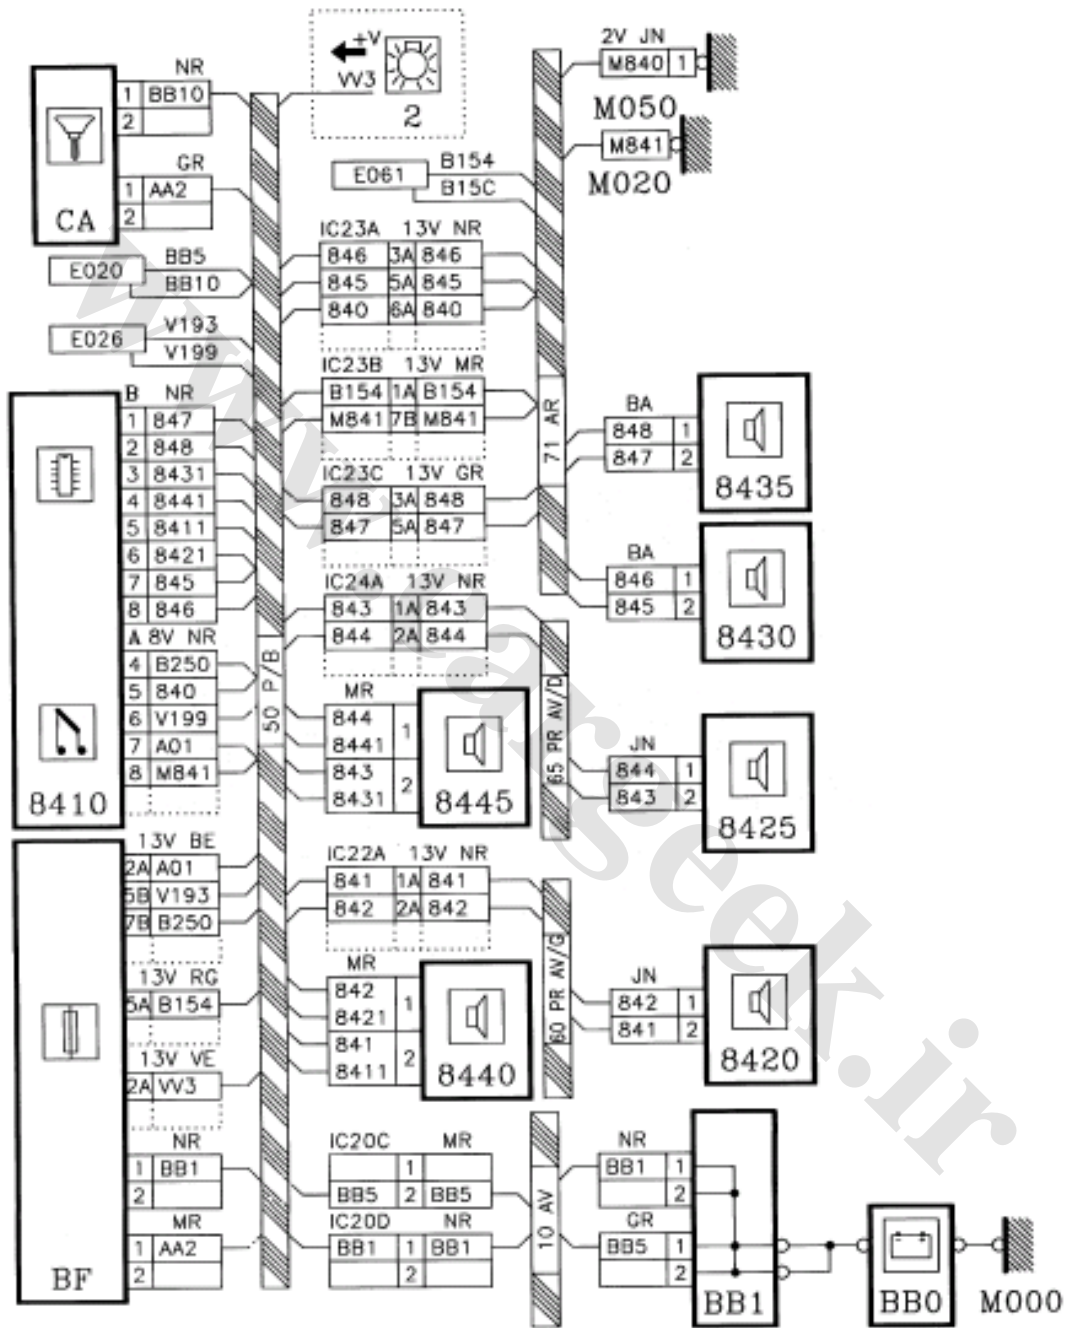 2V JN
M840 1
M050
M841
M020
+V
VV3
2
NR
1 BB10
2
GR
1 AA2
2
CA
E061
B154
B15C
E020
BB5
BB10
E026
V193
V199
IC23A 13V NR
846 3A 846
845 5A 845
840 6A 840
IC23B 13V MR
B154 1A B154
M841 7B M841
IC23C 13V GR
848 3A 848
847 5A 847
IC24A 13V NR
843 1A 843
844 2A 844
71 AR
BA
848 1
847 2
8435
BA
846 1
845 2
8430
B NR
1 847
2 848
3 8431
4 8441
5 8411
6 8421
7 845
8 846
A 8V NR
4 B250
5 840
6 V199
7 A01
8 M841
8410
50 P/B
MR
844
8441
1
843
8431
2
8445
65 PR AV/D
JN
844 1
843 2
8425
13V BE
2A A01
5B V193
7B B250
13V RG
5A B154
13V VE
2A VV3
NR
1 BB1
2
MR
1 AA2
2
BF
IC22A 13V NR
841 1A 841
842 2A 842
MR
842
8421
1
841
8411
2
8440
60 PR AV/G
JN
842 1
841 2
8420
IC20C MR
1
BB5 2 BB5
IC20D NR
BB1 1 BB1
2
10 AV
NR
BB1 1
2
GR
BB5 1
2
BB1
BB0
M000
www.carseek.ir